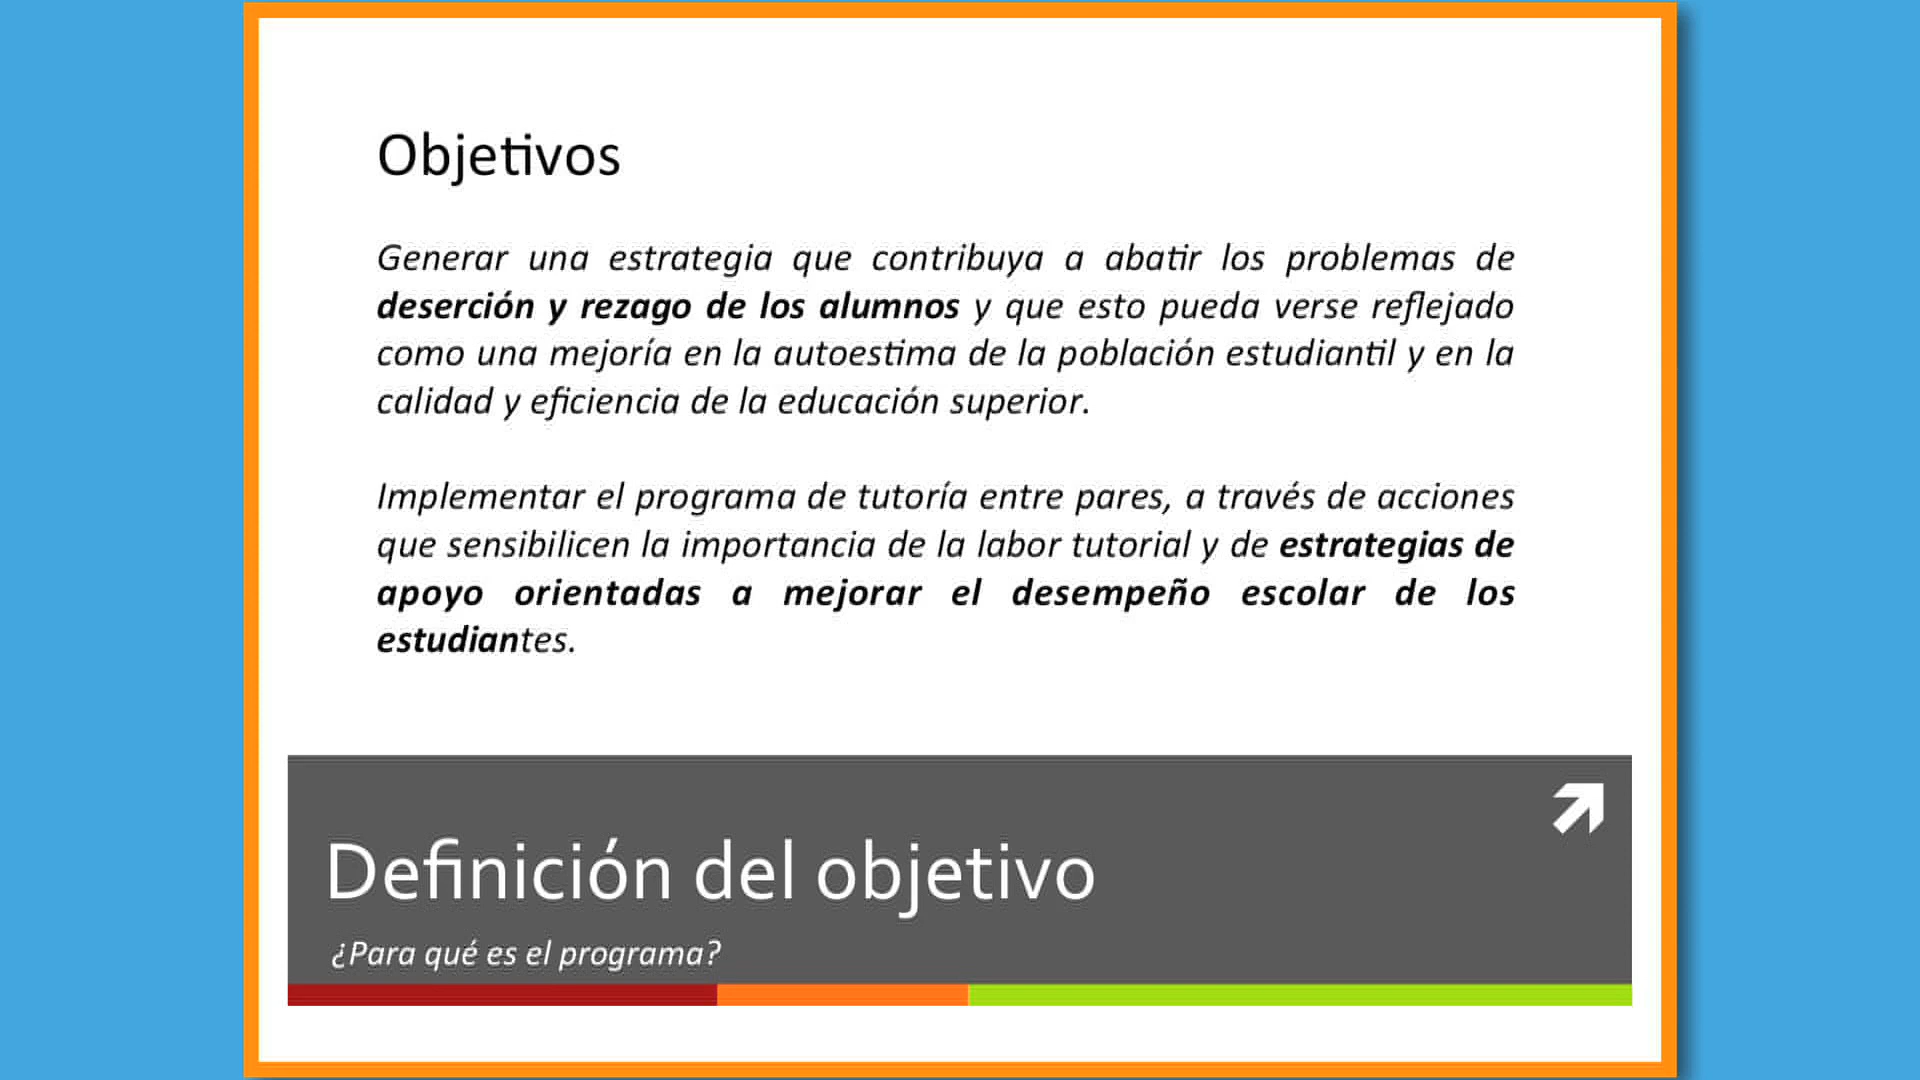 Objetivos
Generar una estrategia que contribuya a abatir los problemas de
deserción y rezago de los alumnos y que esto pueda verse reflejado
como una mejoría en la autoestima de la población estudiantil y en la
calidad y eficiencia de la educación superior.
Implementar el programa de tutoría entre pares, a través de acciones
que sensibilicen la importancia de la labor tutorial y de estrategias de
apoyo orientadas a mejorar el desempeño escolar de los
estudiantes.
Definición del objetivo
¿Para qué es el programa?